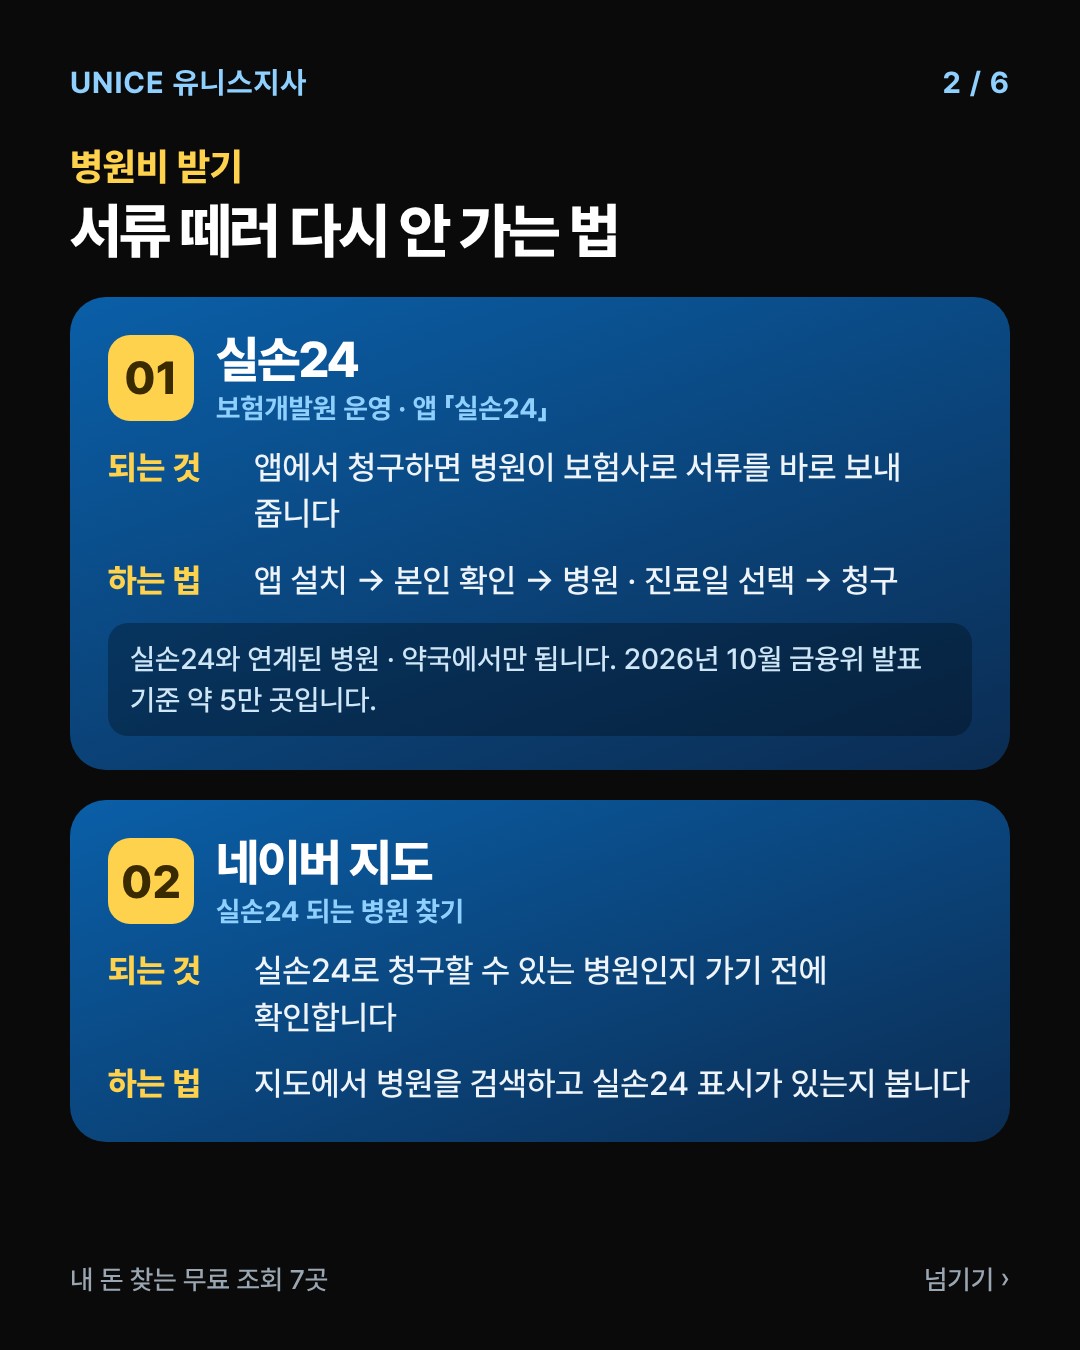 UNICE 유니스지사
2 / 6
병원비 받기
서류 떼러 다시 안 가는 법
01
실손24
보험개발원 운영 · 앱 「실손24」
되는 것
앱에서 청구하면 병원이 보험사로 서류를 바로 보내
줍니다
하는 법
앱 설치 → 본인 확인 → 병원 · 진료일 선택 → 청구
실손24와 연계된 병원 · 약국에서만 됩니다. 2026년 10월 금융위 발표
기준 약 5만 곳입니다.
02
네이버 지도
실손24 되는 병원 찾기
되는 것
실손24로 청구할 수 있는 병원인지 가기 전에
확인합니다
하는 법
지도에서 병원을 검색하고 실손24 표시가 있는지 봅니다
내 돈 찾는 무료 조회 7곳
넘기기 ›